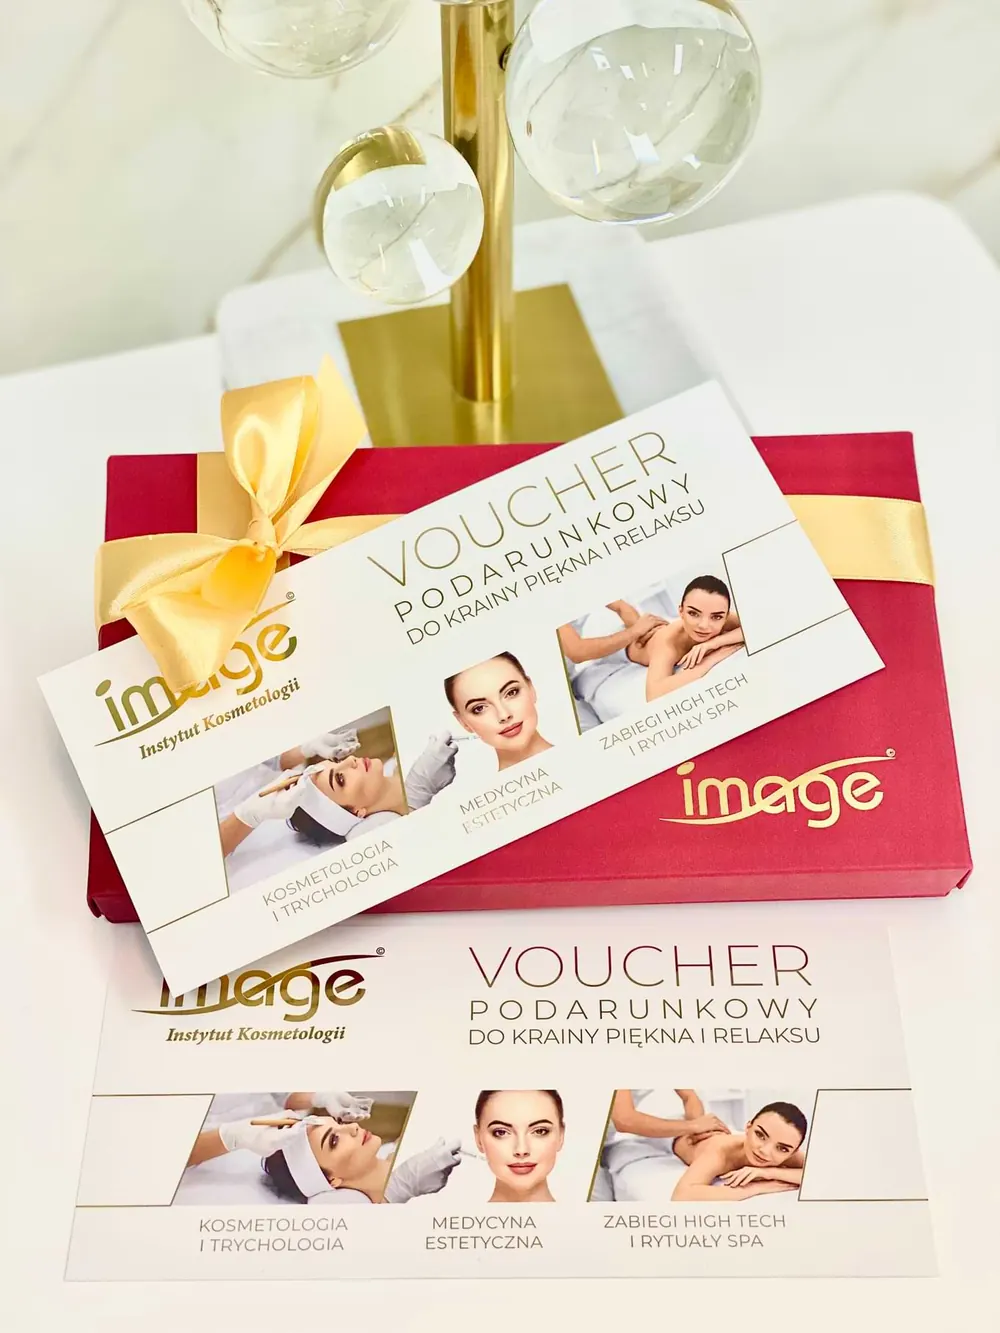 VOUCHER
PODARUNKOWY
DO KRAINY PIĘKNA I RELAKSU
image©
Instytut Kosmetologii
KOSMETOLOGIA
I TRYCHOLOGIA
MEDYCYNA
ESTETYCZNA
ZABIEGI HIGH TECH
I RYTUAŁY SPA
image©
image©
Instytut Kosmetologii
VOUCHER
PODARUNKOWY
DO KRAINY PIĘKNA I RELAKSU
KOSMETOLOGIA
I TRYCHOLOGIA
MEDYCYNA
ESTETYCZNA
ZABIEGI HIGH TECH
I RYTUAŁY SPA